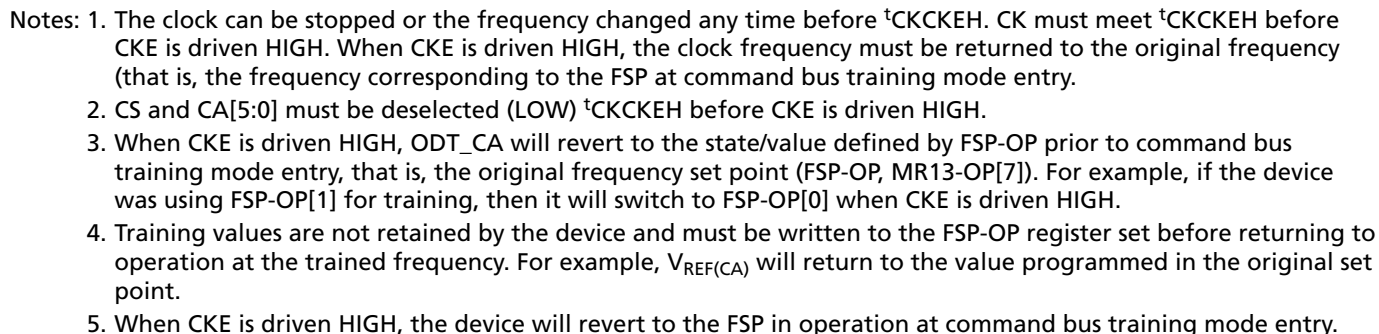 Notes: 1. The clock can be stopped or the frequency changed any time before tCKCKEH. CK must meet tCKCKEH before
CKE is driven HIGH. When CKE is driven HIGH, the clock frequency must be returned to the original frequency
(that is, the frequency corresponding to the FSP at command bus training mode entry.
2. CS and CA[5:0] must be deselected (LOW) tCKCKEH before CKE is driven HIGH.
3. When CKE is driven HIGH, ODT_CA will revert to the state/value defined by FSP-OP prior to command bus
training mode entry, that is, the original frequency set point (FSP-OP, MR13-OP[7]). For example, if the device
was using FSP-OP[1] for training, then it will switch to FSP-OP[0] when CKE is driven HIGH.
4. Training values are not retained by the device and must be written to the FSP-OP register set before returning to
operation at the trained frequency. For example, VREF(CA) will return to the value programmed in the original set
point.
5. When CKE is driven HIGH, the device will revert to the FSP in operation at command bus training mode entry.